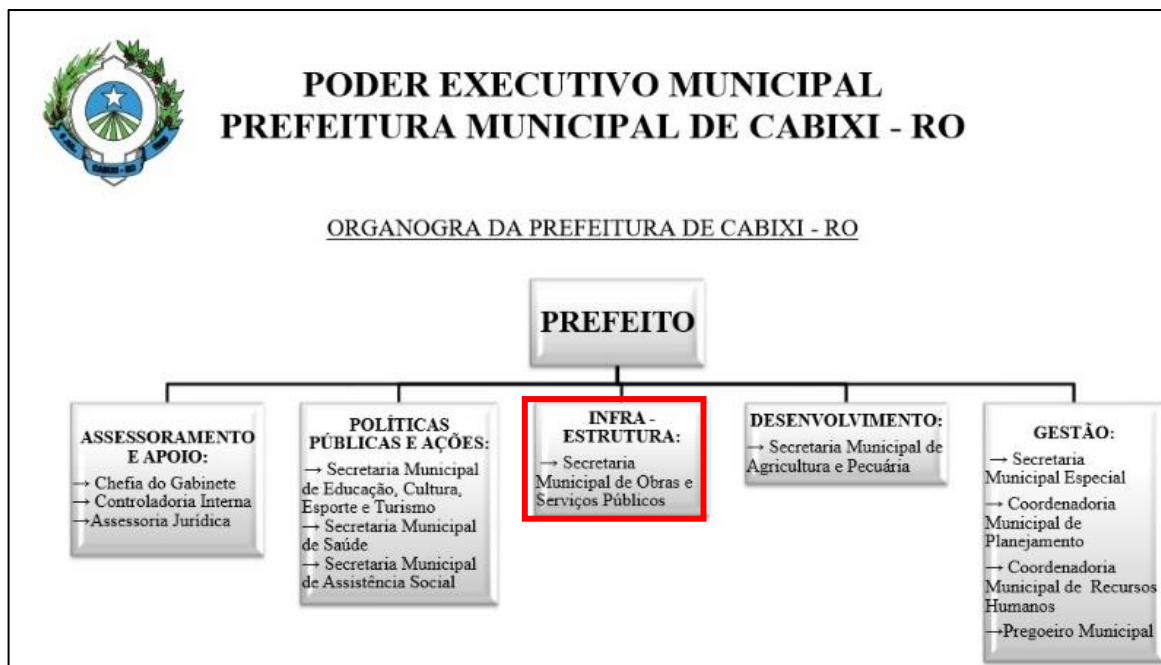 PODER EXECUTIVO MUNICIPAL
PREFEITURA MUNICIPAL DE CABIXI - RO
CABIXI - RO
ORGANOGRA DA PREFEITURA DE CABIXI - RO
PREFEITO
ASSESSORAMENTO
E APOIO:
→ Chefia do Gabinete
→ Controladoria Interna
→Assessoria Jurídica
POLÍTICAS
PÚBLICAS E AÇÕES:
→ Secretaria Municipal
de Educação, Cultura,
Esporte e Turismo
→ Secretaria Municipal
de Saúde
→ Secretaria Municipal
de Assistência Social
INFRA -
ESTRUTURA:
→ Secretaria
Municipal de Obras e
Serviços Públicos
DESENVOLVIMENTO:
→ Secretaria Municipal de
Agricultura e Pecuária
GESTÃO:
→ Secretaria
Municipal Especial
→ Coordenadoria
Municipal de
Planejamento
→ Coordenadoria
Municipal de Recursos
Humanos
→Pregoeiro Municipal